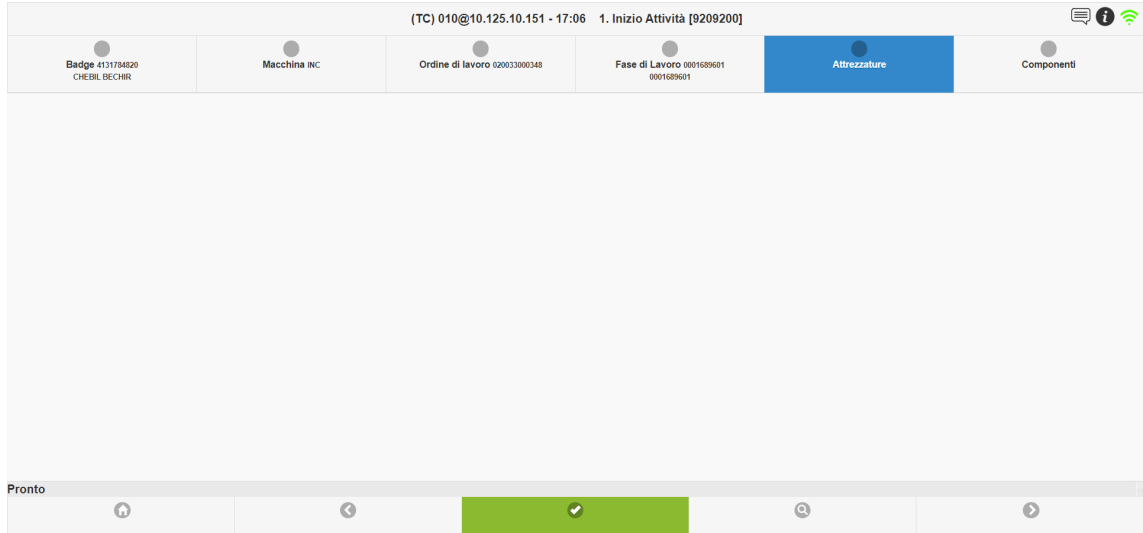 (TC) 010@10.125.10.151 - 17:06 1. Inizio Attività [9209200]
Badge 4131784820
CHEBIL BECHIR
Macchina INC
Ordine di lavoro 020033000348
Fase di Lavoro 0001689601
0001689601
Attrezzature
Componenti
Pronto